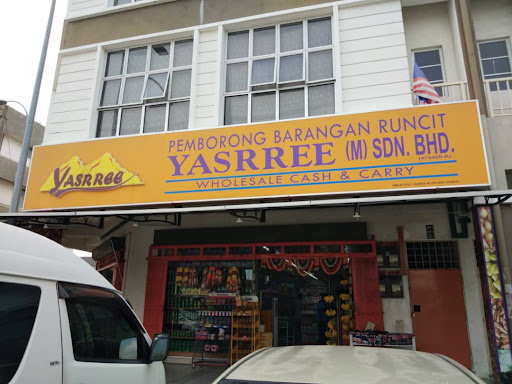 YASRREE
PEMBORONG BARANGAN RUNCIT
YASRREE (M) SDN. BHD.
WHOLESALE CASH & CARRY